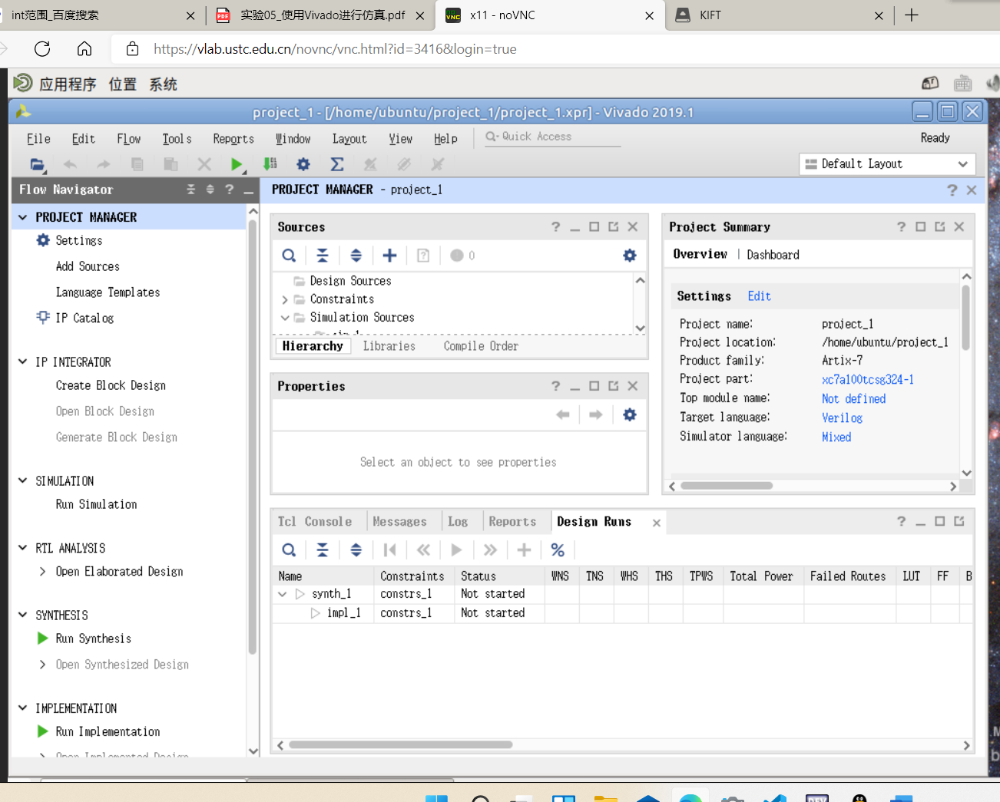 int范围_百度搜索
实验05_使用Vivado进行仿真.pdf
x11 - noVNC
KIFT
https://vlab.ustc.edu.cn/novnc/vnc.html?id=3416&login=true
应用程序 位置 系统
project_1 - [/home/ubuntu/project_1/project_1.xpr] - Vivado 2019.1
File Edit Flow Tools Reports Window Layout View Help
Quick Access
Ready
Default Layout
Flow Navigator
PROJECT MANAGER - project_1
PROJECT MANAGER
Settings
Add Sources
Language Templates
IP Catalog
IP INTEGRATOR
Create Block Design
Open Block Design
Generate Block Design
SIMULATION
Run Simulation
RTL ANALYSIS
Open Elaborated Design
SYNTHESIS
Run Synthesis
Open Synthesized Design
IMPLEMENTATION
Run Implementation
Open Implemented Design
Sources
0
Design Sources
Constraints
Simulation Sources
Hierarchy Libraries Compile Order
Properties
Select an object to see properties
Project Summary
Overview | Dashboard
Settings Edit
Project name: project_1
Project location: /home/ubuntu/project_1
Product family: Artix-7
Project part: xc7a100tcsg324-1
Top module name: Not defined
Target language: Verilog
Simulator language: Mixed
Tcl Console Messages Log Reports Design Runs
Name Constraints Status WNS TNS WHS THS TPWS Total Power Failed Routes LUT FF B
synth_1 constrs_1 Not started
impl_1 constrs_1 Not started